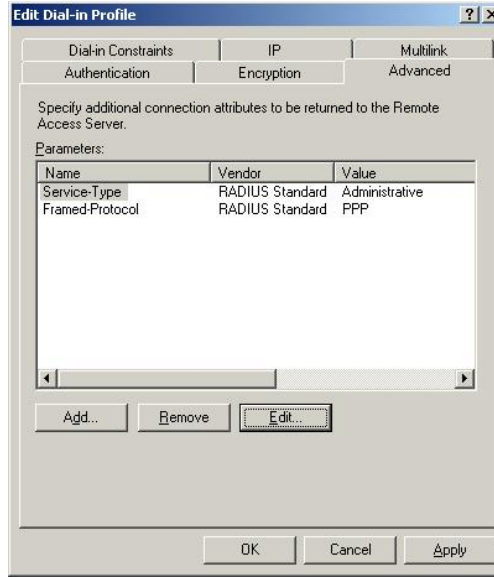 Edit Dial-in Profile
Dial-in Constraints IP Multilink
Authentication Encryption Advanced
Specify additional connection attributes to be returned to the Remote
Access Server.
Parameters:
Name Vendor Value
Service-Type RADIUS Standard Administrative
Framed-Protocol RADIUS Standard PPP
Add... Remove Edit...
OK Cancel Apply